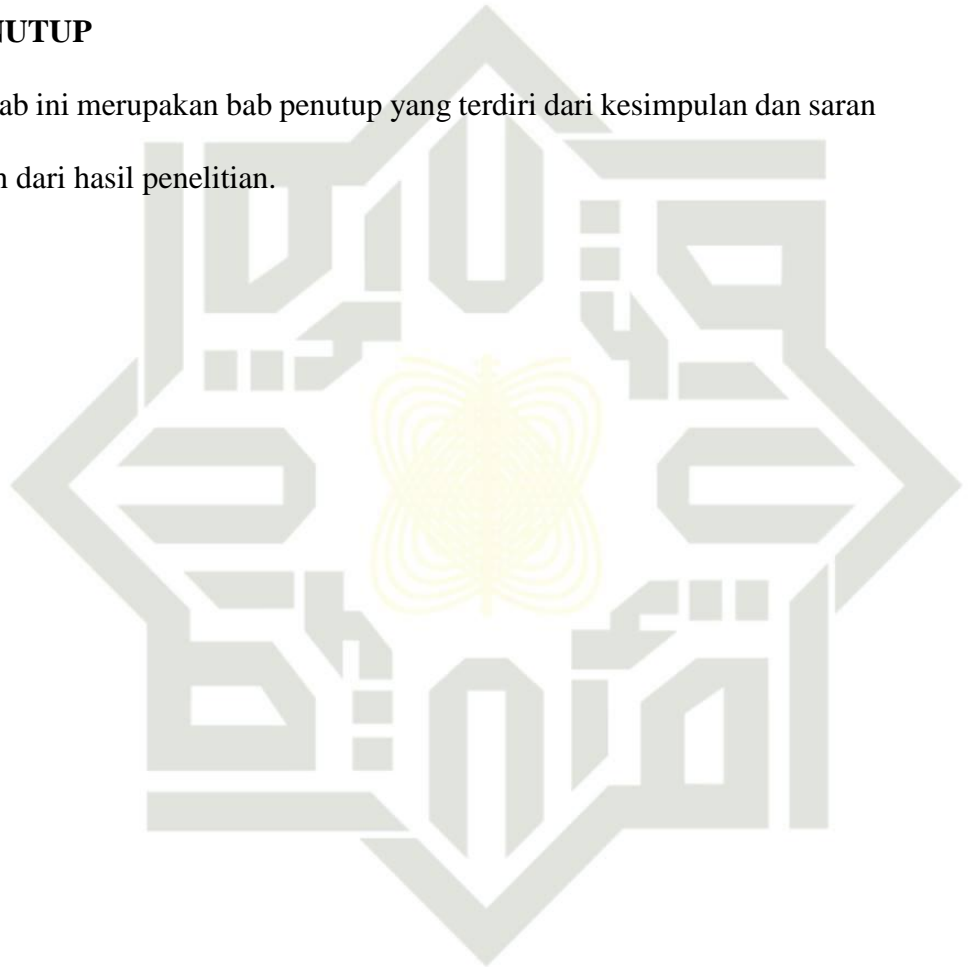 NUTUP
ab ini merupakan bab penutup yang terdiri dari kesimpulan dan saran
n dari hasil penelitian.